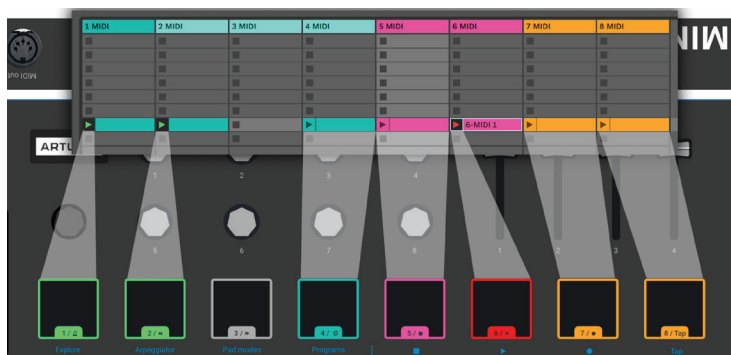 1 MIDI 2 MIDI 3 MIDI 4 MIDI 5 MIDI 6 MIDI 7 MIDI 8 MIDI
MIDI out
MINI
6-MIDI 1
ARTU
1 2 3 4
5 6 7 8 1 2 3 4
1 / 2 / 3 / 4 / 5 / 6 / 7 / 8 / Tap
Explore Arpeggiator Pad modes Programs Tap